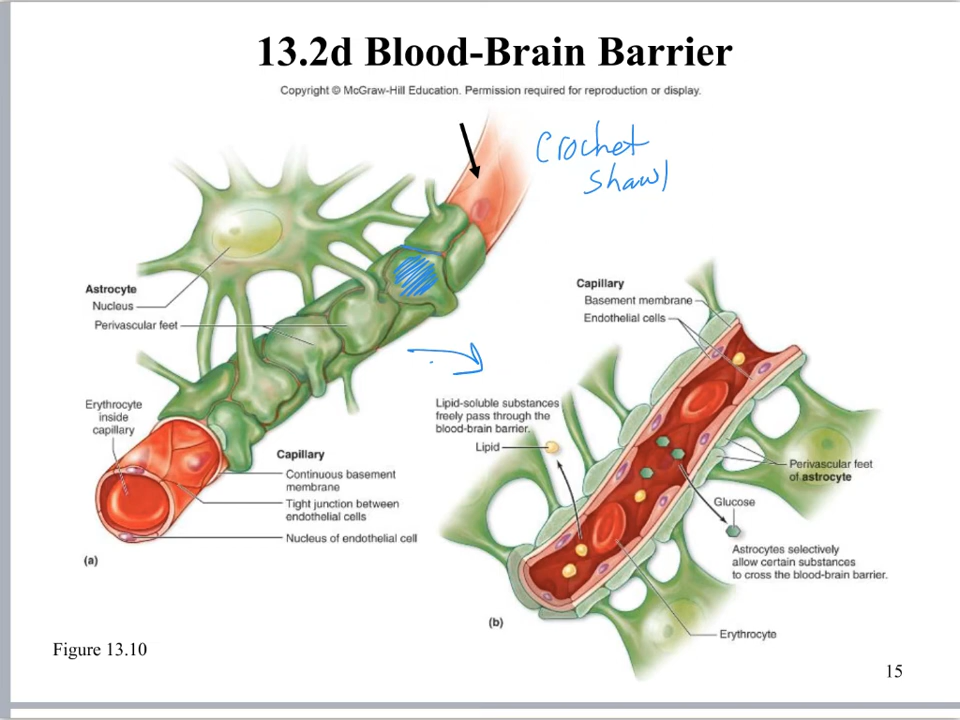 13.2d Blood-Brain Barrier
Copyright © McGraw-Hill Education. Permission required for reproduction or display.
Crochet
shawl
Astrocyte
Nucleus
Perivascular feet
Erythrocyte
inside
capillary
Capillary
Continuous basement
membrane
Tight junction between
endothelial cells
Nucleus of endothelial cell
(a)
Capillary
Basement membrane
Endothelial cells
Lipid-soluble substances
freely pass through the
blood-brain barrier.
Lipid
Perivascular feet
of astrocyte
Glucose
Astrocytes selectively
allow certain substances
to cross the blood-brain barrier.
(b)
Erythrocyte
Figure 13.10
15